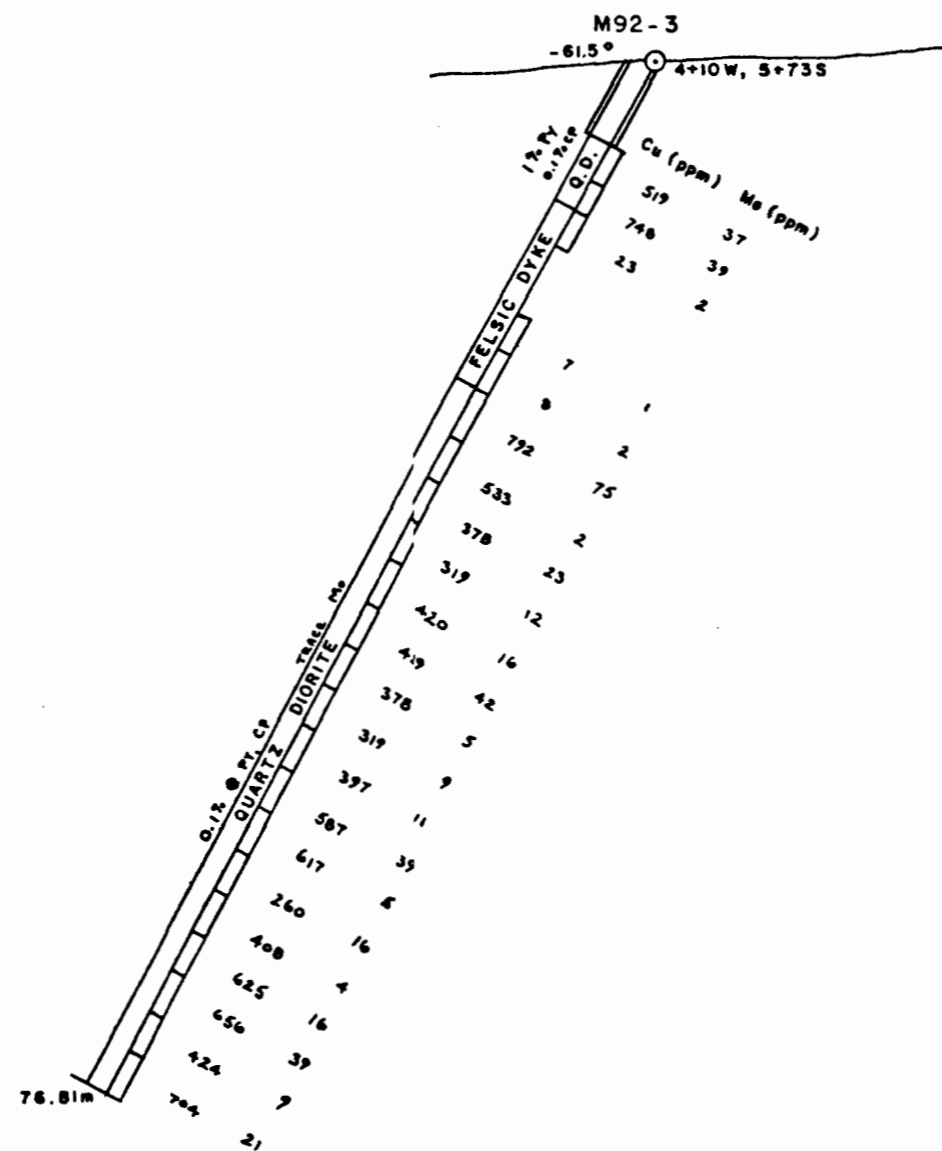 M92-3
-61.5°
4+10W, 5+73S
1% PY
0.1% CP
Q.D.
Cu (ppm) Mo (ppm)
519 37
748 39
23 2
FELSIC DYKE
7 1
8 2
792 75
533 2
378 23
319 12
420 16
419 42
378 5
319 9
397 11
587 39
617
260 16
408 4
625 16
656 39
424 9
704 21
TRACE Mo
QUARTZ DIORITE
0.1% PY, CP
76.81m